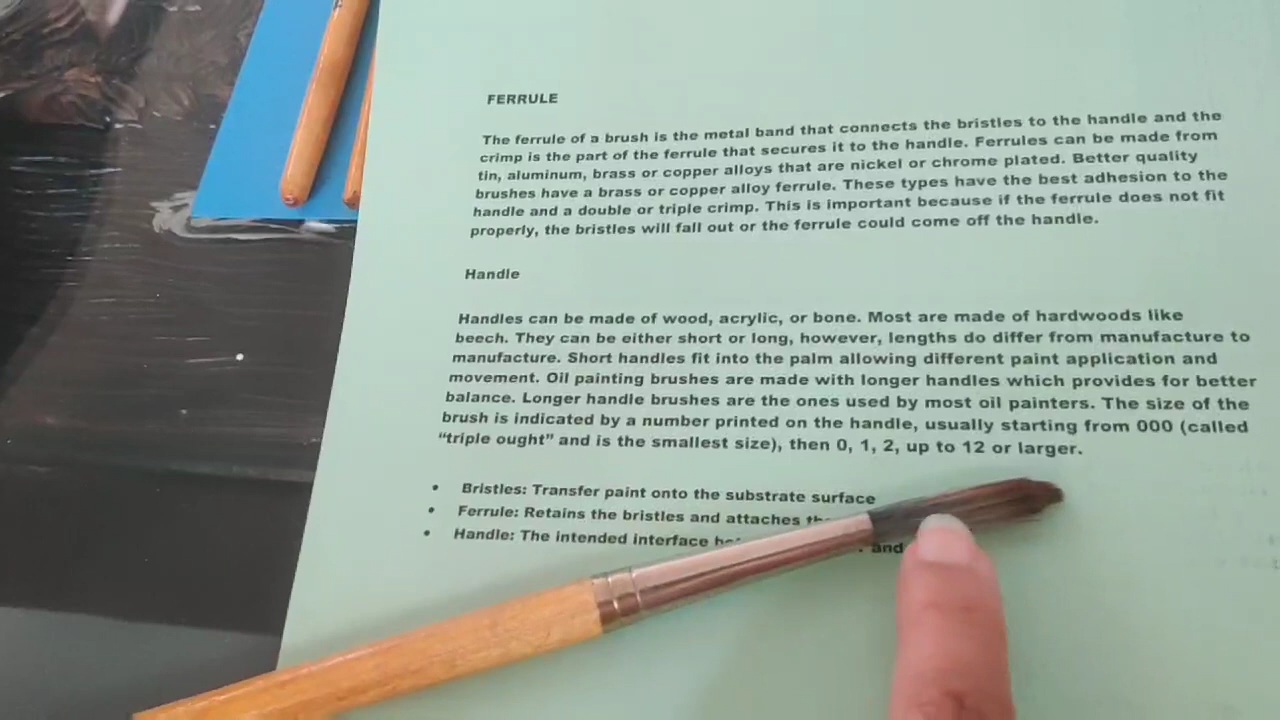 FERRULE
The ferrule of a brush is the metal band that connects the bristles to the handle and the
crimp is the part of the ferrule that secures it to the handle. Ferrules can be made from
tin, aluminum, brass or copper alloys that are nickel or chrome plated. Better quality
brushes have a brass or copper alloy ferrule. These types have the best adhesion to the
handle and a double or triple crimp. This is important because if the ferrule does not fit
properly, the bristles will fall out or the ferrule could come off the handle.
Handle
Handles can be made of wood, acrylic, or bone. Most are made of hardwoods like
beech. They can be either short or long, however, lengths do differ from manufacture to
manufacture. Short handles fit into the palm allowing different paint application and
movement. Oil painting brushes are made with longer handles which provides for better
balance. Longer handle brushes are the ones used by most oil painters. The size of the
brush is indicated by a number printed on the handle, usually starting from 000 (called
“triple ought” and is the smallest size), then 0, 1, 2, up to 12 or larger.
• Bristles: Transfer paint onto the substrate surface
• Ferrule: Retains the bristles and attaches
• Handle: The intended interface and